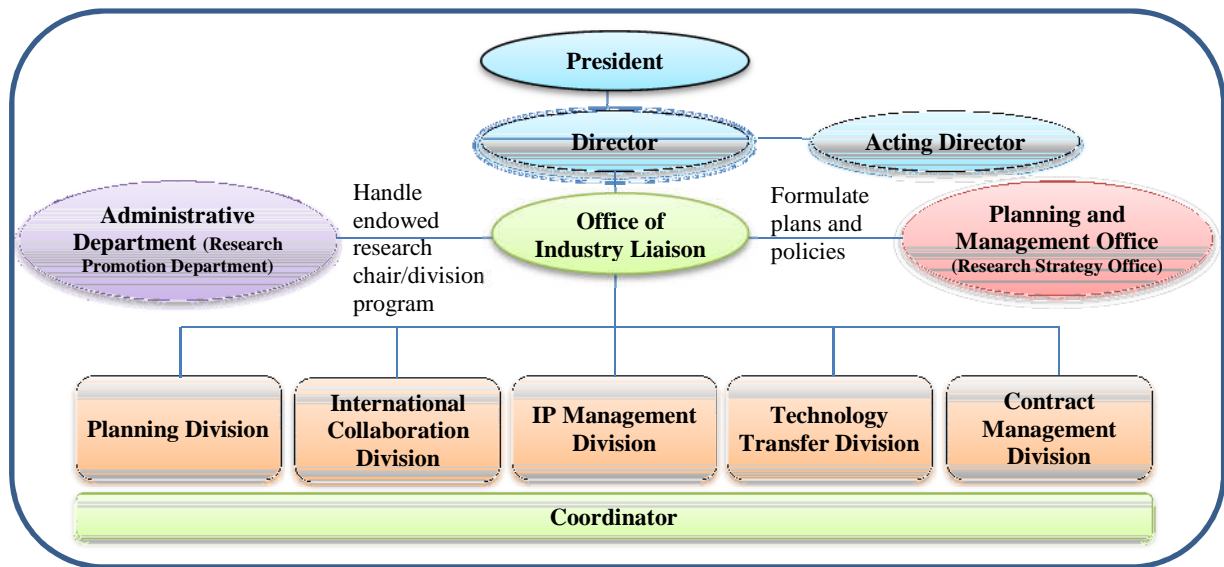 President
Director
Acting Director
Administrative
Department (Research
Promotion Department)
Handle
endowed
research
chair/division
program
Office of
Industry Liaison
Formulate
plans and
policies
Planning and
Management Office
(Research Strategy Office)
Planning Division
International
Collaboration
Division
IP Management
Division
Technology
Transfer Division
Contract
Management
Division
Coordinator